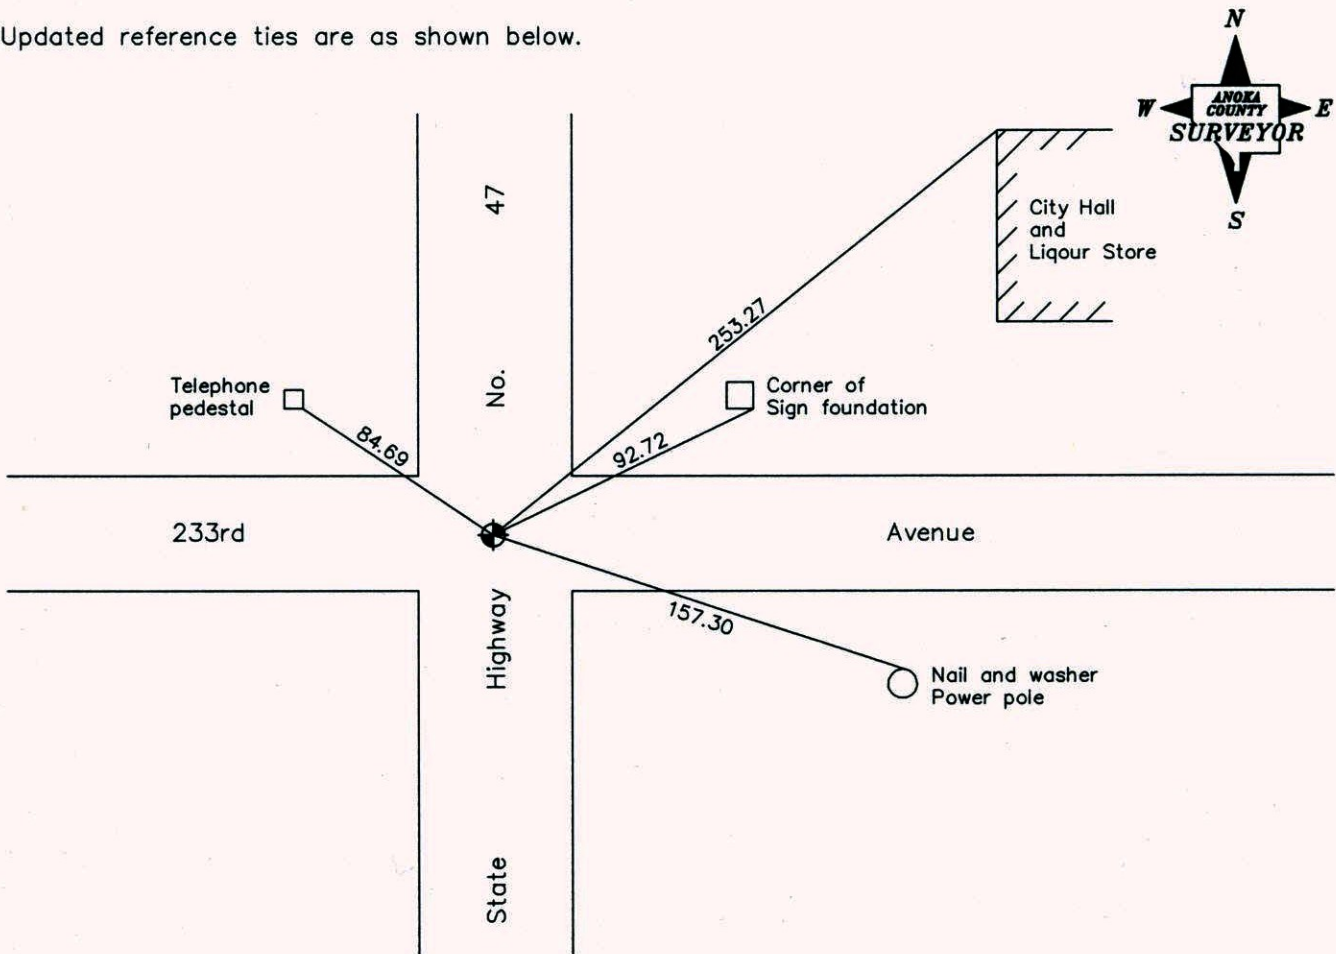 Updated reference ties are as shown below.
N
W
ANOKA
COUNTY
SURVEYOR
E
S
State Highway No. 47
City Hall
and
Liqour Store
253.27
Telephone
pedestal
84.69
Corner of
Sign foundation
92.72
233rd Avenue
157.30
Nail and washer
Power pole